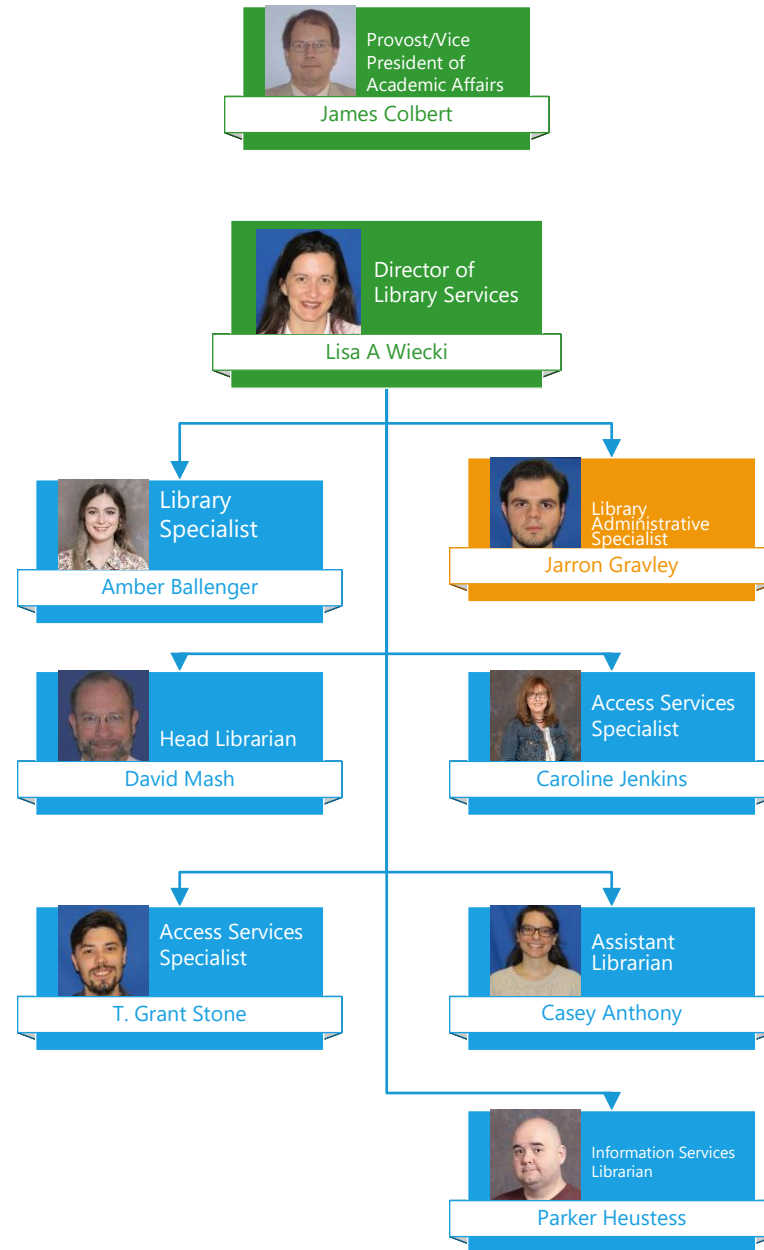 Provost/Vice
President of
Academic Affairs
James Colbert
Director of
Library Services
Lisa A Wiecki
Library
Specialist
Amber Ballenger
Library
Administrative
Specialist
Jarron Gravley
Head Librarian
David Mash
Access Services
Specialist
Caroline Jenkins
Access Services
Specialist
T. Grant Stone
Assistant
Librarian
Casey Anthony
Information Services
Librarian
Parker Heustess